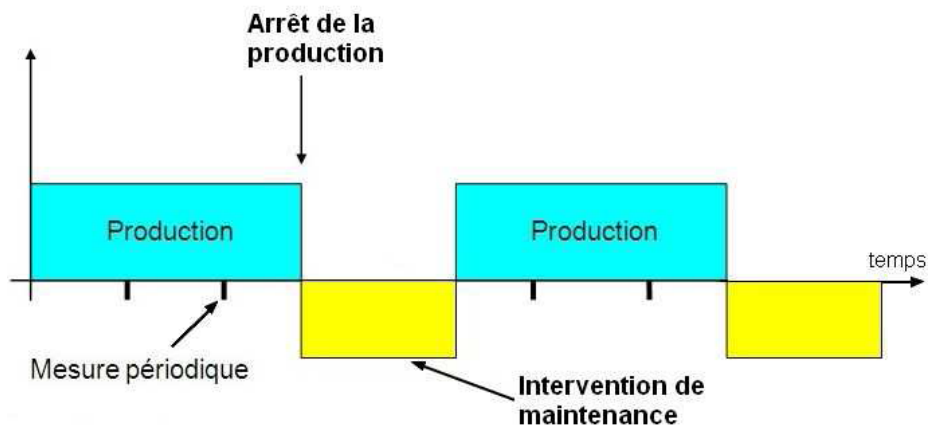 Arrêt de la
production
Production
Production
temps
Mesure périodique
Intervention de
maintenance